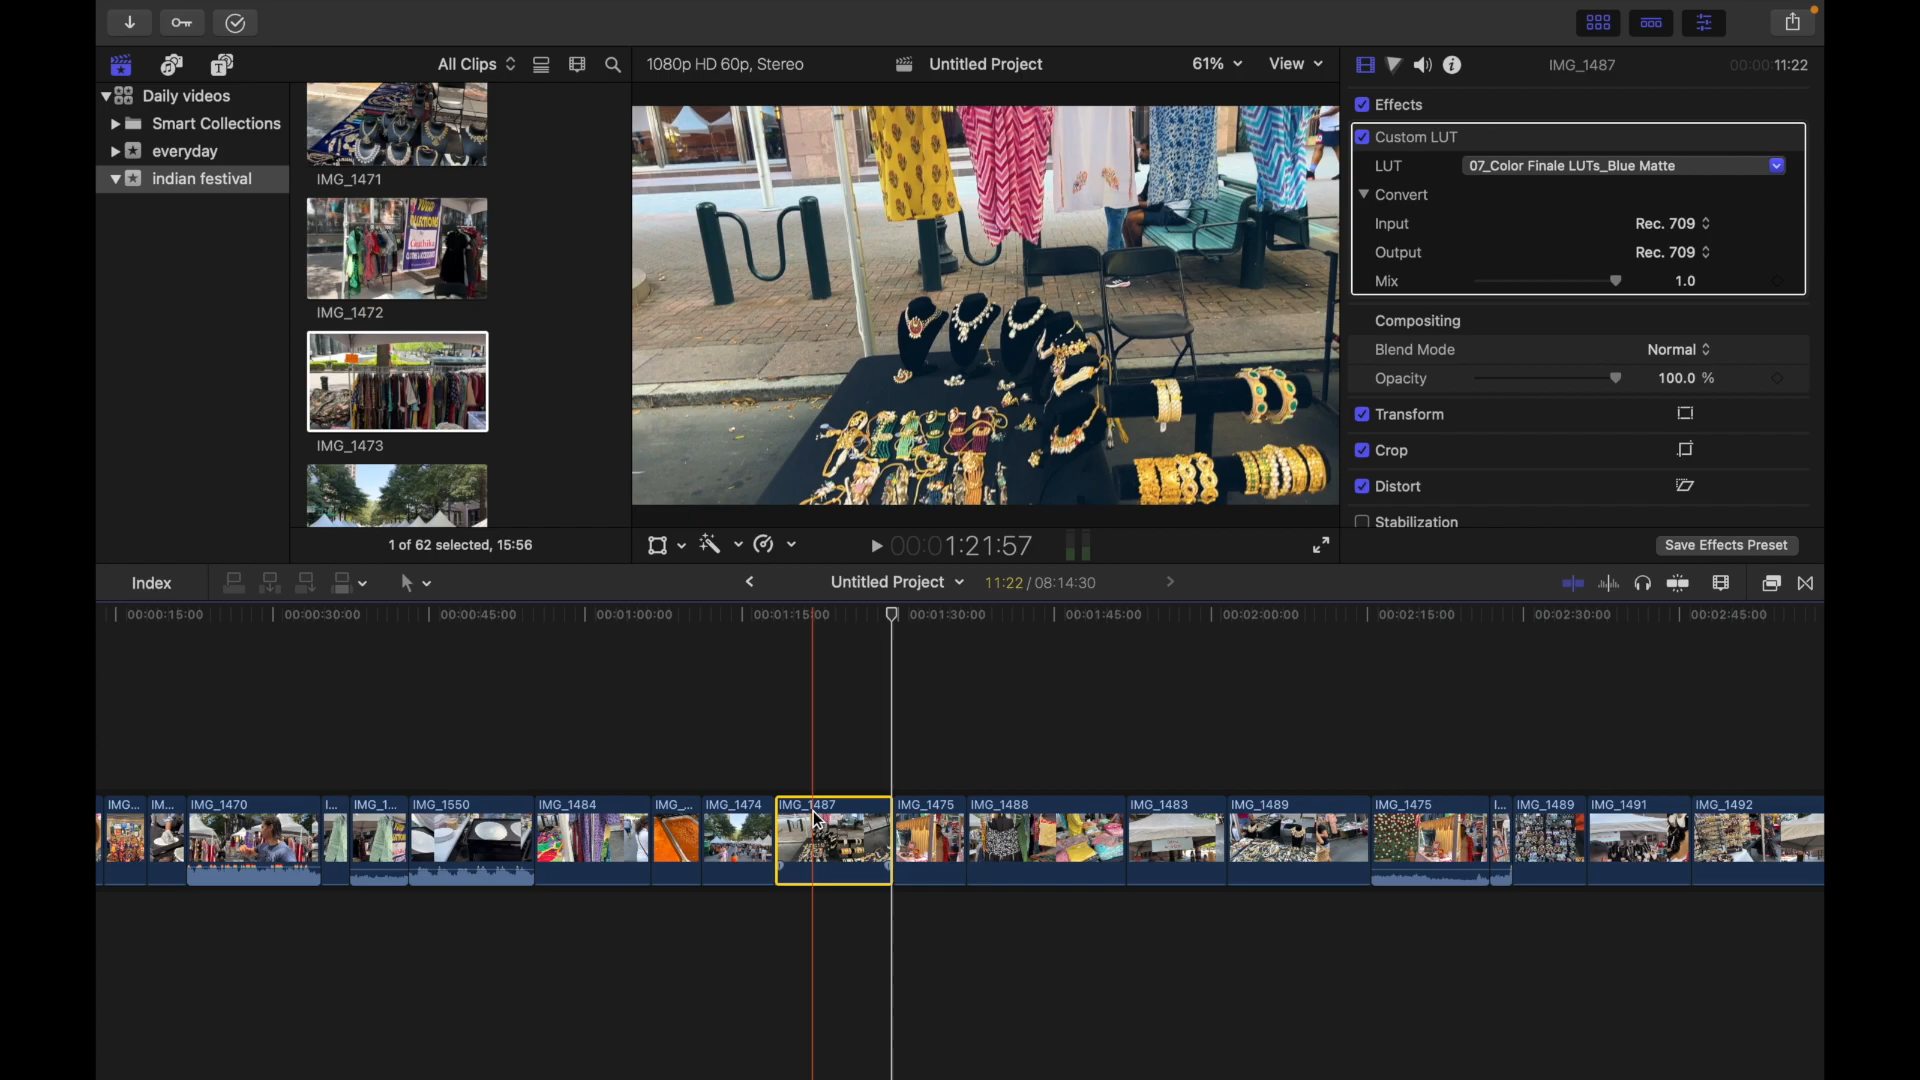 All Clips
1080p HD 60p, Stereo
Untitled Project
61%
View
IMG_1487
00:00:11:22
Daily videos
Smart Collections
everyday
indian festival
IMG_1471
IMG_1472
IMG_1473
1 of 62 selected, 15:56
Effects
Custom LUT
LUT
07_Color Finale LUTs_Blue Matte
Convert
Input
Rec. 709
Output
Rec. 709
Mix
1.0
Compositing
Blend Mode
Normal
Opacity
100.0 %
Transform
Crop
Distort
Stabilization
Save Effects Preset
00:01:21:57
Index
Untitled Project
11:22 / 08:14:30
00:00:15:00
00:00:30:00
00:00:45:00
00:01:00:00
00:01:15:00
00:01:30:00
00:01:45:00
00:02:00:00
00:02:15:00
00:02:30:00
00:02:45:00
IMG...
IM...
IMG_1470
I...
IMG_1...
IMG_1550
IMG_1484
IMG_...
IMG_1474
IMG_1487
IMG_1475
IMG_1488
IMG_1483
IMG_1489
IMG_1475
I...
IMG_1489
IMG_1491
IMG_1492